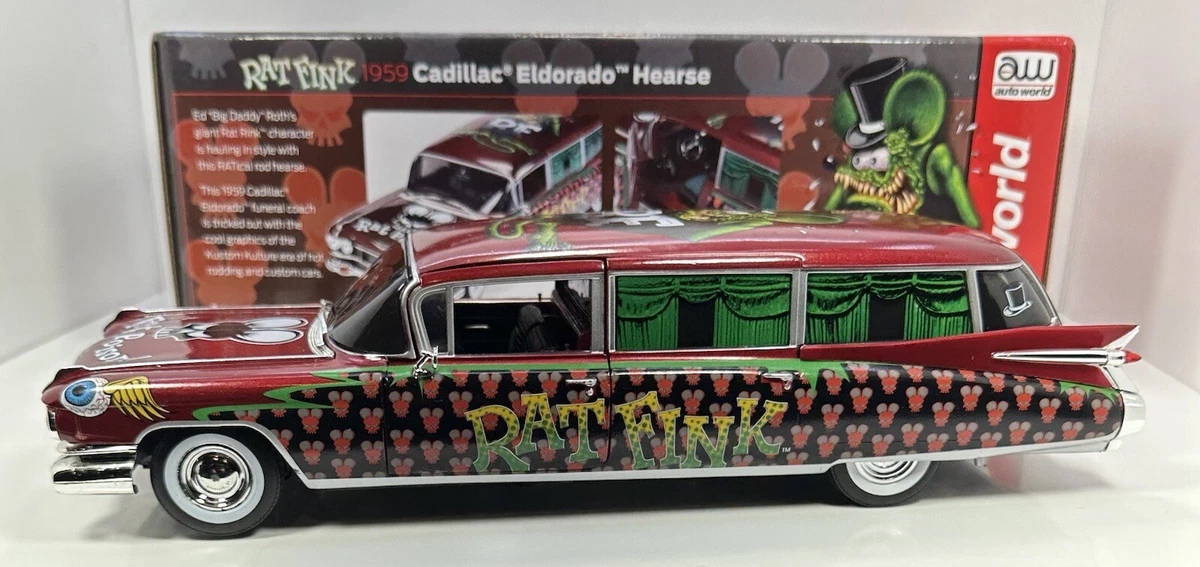 RAT FINK 1959 Cadillac® Eldorado™ Hearse
aw
auto world
Ed "Big Daddy" Roth's
giant Rat Fink™ character
is hauling in style with
this RATical rod hearse.
This 1959 Cadillac®
Eldorado™ funeral coach
is tricked out with the
cool graphics of the
Kustom Kulture era of hot
rodding and custom cars.
world
RAT FINK™